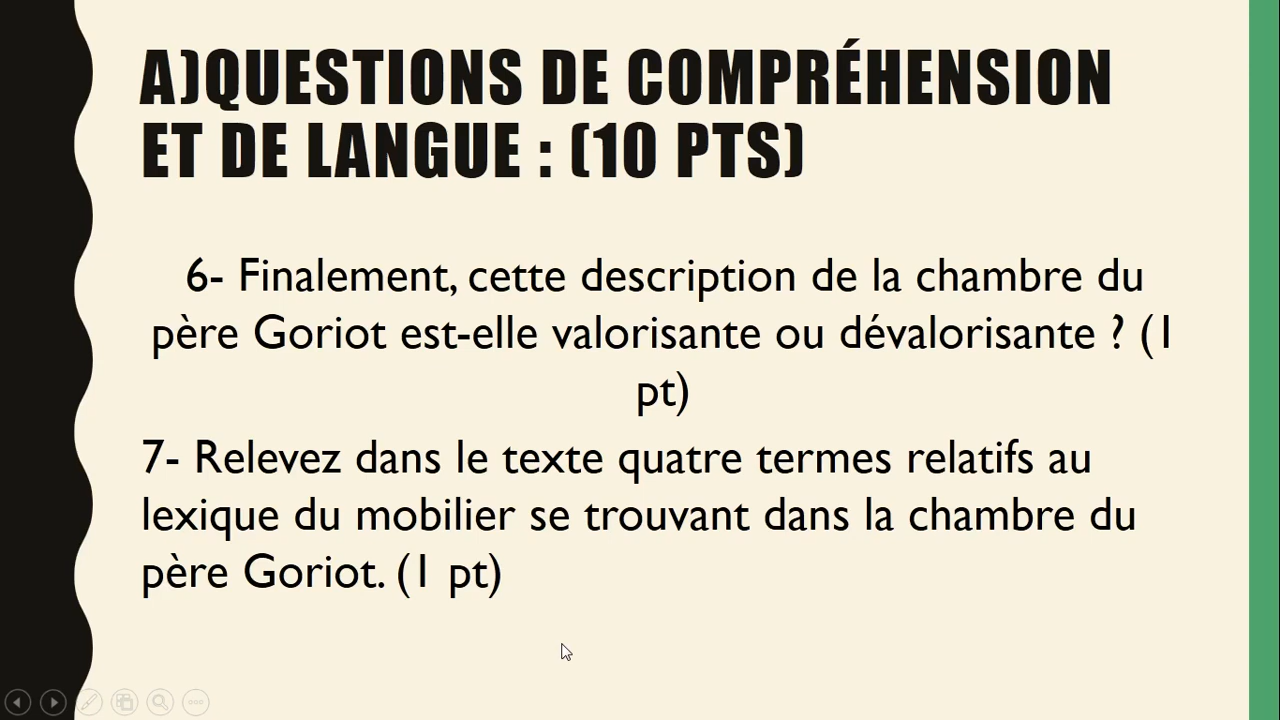 A)QUESTIONS DE COMPRÉHENSION
ET DE LANGUE : (10 PTS)
6- Finalement, cette description de la chambre du
père Goriot est-elle valorisante ou dévalorisante ? (1
pt)
7- Relevez dans le texte quatre termes relatifs au
lexique du mobilier se trouvant dans la chambre du
père Goriot. (1 pt)